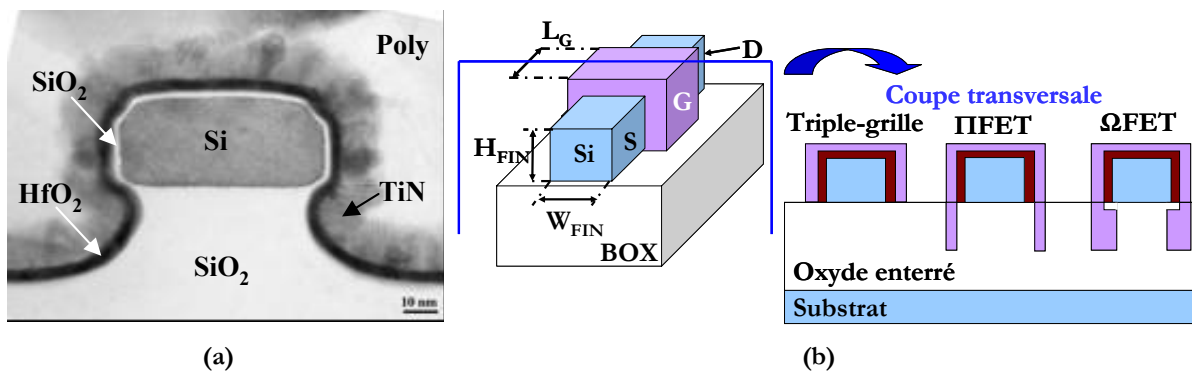 Poly
SiO2
Si
HfO2
TiN
SiO2
10 nm
(a)
LG
D
G
S
Si
HFIN
WFIN
BOX
Coupe transversale
Triple-grille
ΠFET
ΩFET
Oxyde enterré
Substrat
(b)